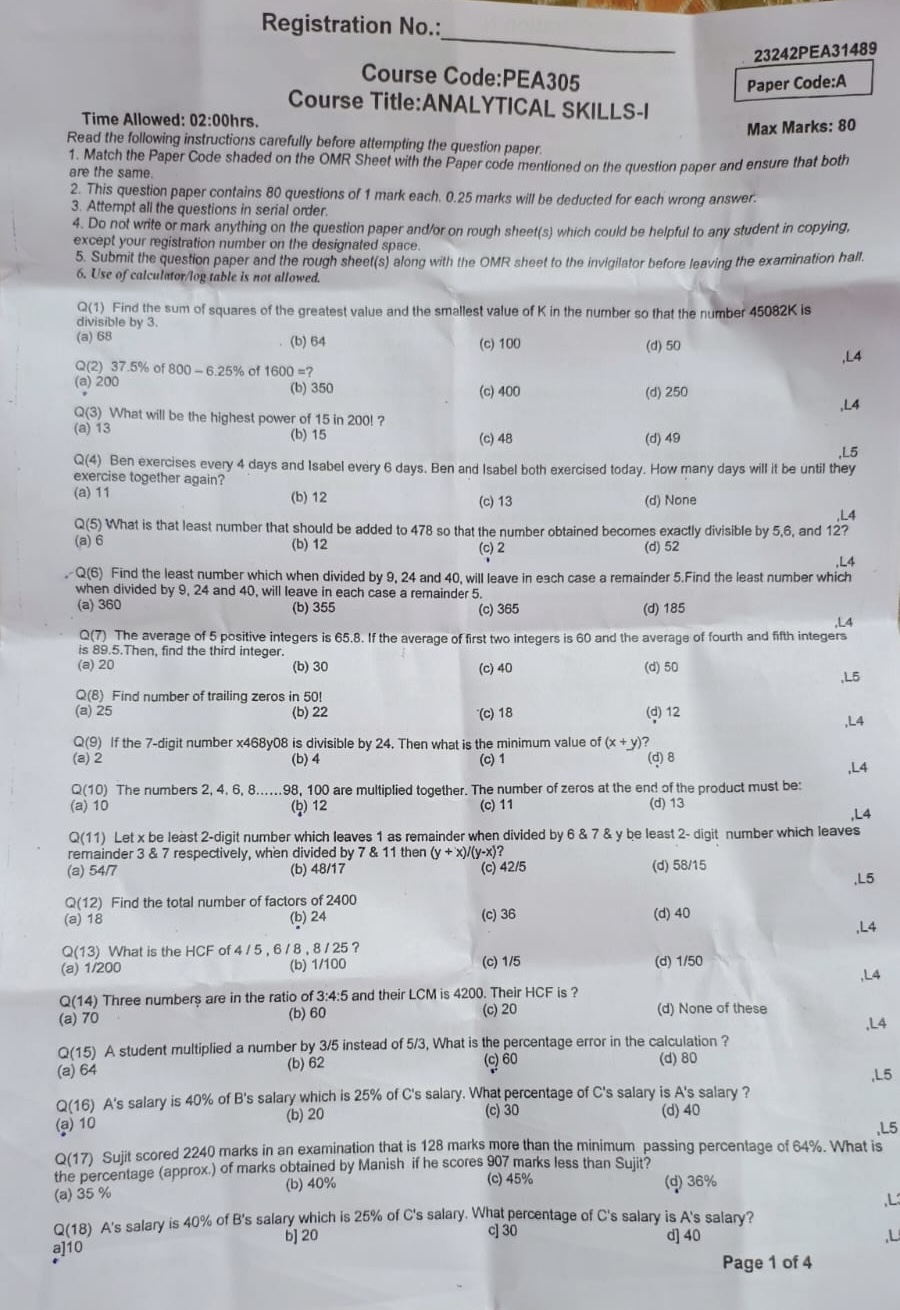 Registration No.:
23242PEA31489
Course Code:PEA305
Paper Code:A
Course Title:ANALYTICAL SKILLS-I
Time Allowed: 02:00hrs.
Max Marks: 80
Read the following instructions carefully before attempting the question paper.
1. Match the Paper Code shaded on the OMR Sheet with the Paper code mentioned on the question paper and ensure that both
are the same.
2. This question paper contains 80 questions of 1 mark each. 0.25 marks will be deducted for each wrong answer.
3. Attempt all the questions in serial order.
4. Do not write or mark anything on the question paper and/or on rough sheet(s) which could be helpful to any student in copying,
except your registration number on the designated space.
5. Submit the question paper and the rough sheet(s) along with the OMR sheet to the invigilator before leaving the examination hall.
6. Use of calculator/log table is not allowed.
Q(1) Find the sum of squares of the greatest value and the smallest value of K in the number so that the number 45082K is
divisible by 3.
(a) 68 (b) 64 (c) 100 (d) 50
,L4
Q(2) 37.5% of 800 – 6.25% of 1600 =?
(a) 200 (b) 350 (c) 400 (d) 250
,L4
Q(3) What will be the highest power of 15 in 200! ?
(a) 13 (b) 15 (c) 48 (d) 49
,L5
Q(4) Ben exercises every 4 days and Isabel every 6 days. Ben and Isabel both exercised today. How many days will it be until they
exercise together again?
(a) 11 (b) 12 (c) 13 (d) None
,L4
Q(5) What is that least number that should be added to 478 so that the number obtained becomes exactly divisible by 5,6, and 12?
(a) 6 (b) 12 (c) 2 (d) 52
,L4
Q(6) Find the least number which when divided by 9, 24 and 40, will leave in each case a remainder 5.Find the least number which
when divided by 9, 24 and 40, will leave in each case a remainder 5.
(a) 360 (b) 355 (c) 365 (d) 185
,L4
Q(7) The average of 5 positive integers is 65.8. If the average of first two integers is 60 and the average of fourth and fifth integers
is 89.5.Then, find the third integer.
(a) 20 (b) 30 (c) 40 (d) 50
,L5
Q(8) Find number of trailing zeros in 50!
(a) 25 (b) 22 (c) 18 (d) 12
,L4
Q(9) If the 7-digit number x468y08 is divisible by 24. Then what is the minimum value of (x + y)?
(a) 2 (b) 4 (c) 1 (d) 8
,L4
Q(10) The numbers 2, 4, 6, 8......98, 100 are multiplied together. The number of zeros at the end of the product must be:
(a) 10 (b) 12 (c) 11 (d) 13
,L4
Q(11) Let x be least 2-digit number which leaves 1 as remainder when divided by 6 & 7 & y be least 2- digit number which leaves
remainder 3 & 7 respectively, when divided by 7 & 11 then (y + x)/(y-x)?
(a) 54/7 (b) 48/17 (c) 42/5 (d) 58/15
,L5
Q(12) Find the total number of factors of 2400
(a) 18 (b) 24 (c) 36 (d) 40
,L4
Q(13) What is the HCF of 4 / 5 , 6 / 8 , 8 / 25 ?
(a) 1/200 (b) 1/100 (c) 1/5 (d) 1/50
,L4
Q(14) Three numbers are in the ratio of 3:4:5 and their LCM is 4200. Their HCF is ?
(a) 70 (b) 60 (c) 20 (d) None of these
,L4
Q(15) A student multiplied a number by 3/5 instead of 5/3, What is the percentage error in the calculation ?
(a) 64 (b) 62 (c) 60 (d) 80
,L5
Q(16) A's salary is 40% of B's salary which is 25% of C's salary. What percentage of C's salary is A's salary ?
(a) 10 (b) 20 (c) 30 (d) 40
,L5
Q(17) Sujit scored 2240 marks in an examination that is 128 marks more than the minimum passing percentage of 64%. What is
the percentage (approx.) of marks obtained by Manish if he scores 907 marks less than Sujit?
(a) 35 % (b) 40% (c) 45% (d) 36%
Q(18) A's salary is 40% of B's salary which is 25% of C's salary. What percentage of C's salary is A's salary?
a]10 b] 20 c] 30 d] 40
Page 1 of 4